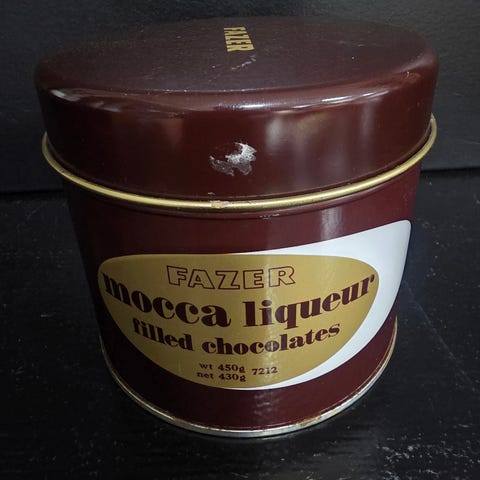 FAZER
FAZER
mocca liqueur
filled chocolates
wt 450g 7212
net 430g